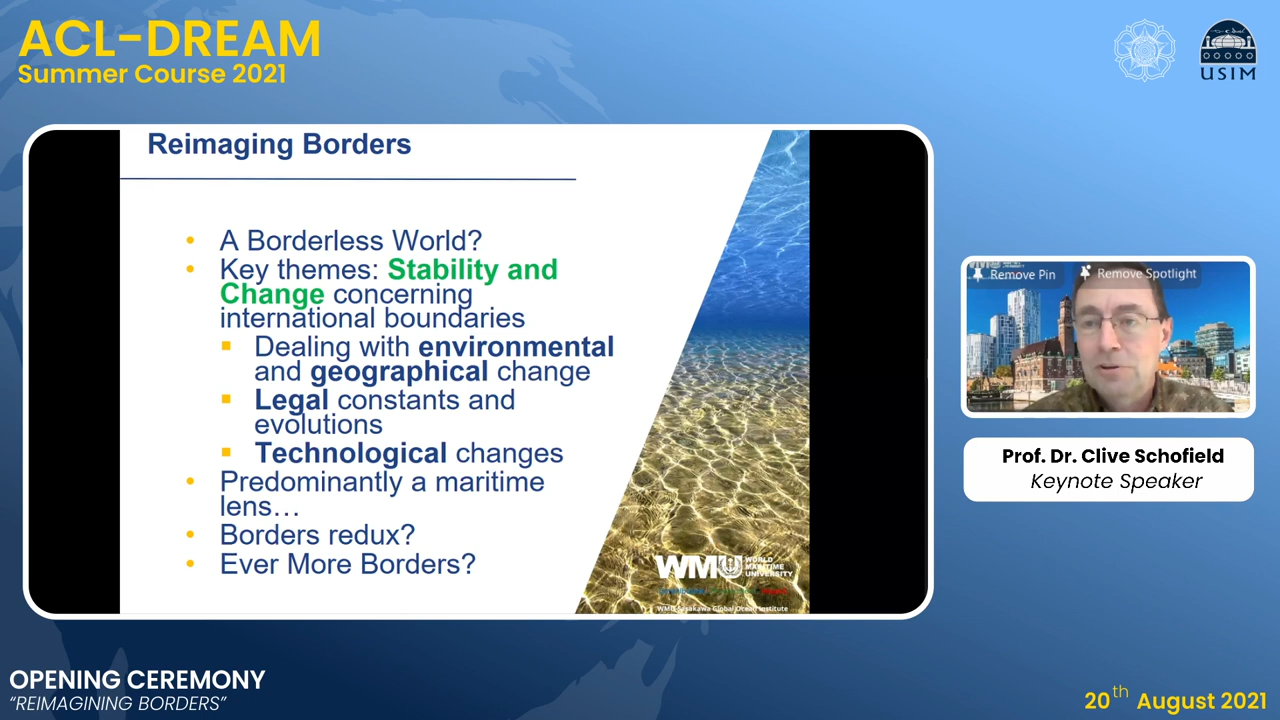 ACL-DREAM
Summer Course 2021
USIM
Reimaging Borders
• A Borderless World?
• Key themes: Stability and
Change concerning
international boundaries
▪ Dealing with environmental
and geographical change
▪ Legal constants and
evolutions
▪ Technological changes
• Predominantly a maritime
lens…
• Borders redux?
• Ever More Borders?
WMU WORLD
MARITIME
UNIVERSITY
WMU-Sasakawa Global Ocean Institute
Remove Pin
Remove Spotlight
Prof. Dr. Clive Schofield
Keynote Speaker
OPENING CEREMONY
“REIMAGINING BORDERS”
20th August 2021